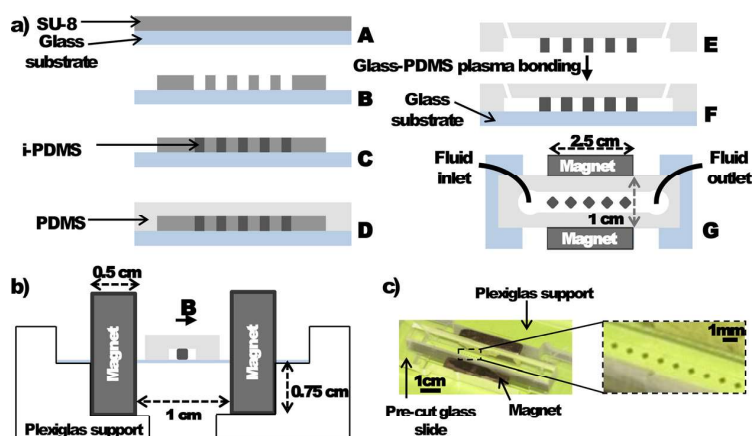 a)
SU-8
Glass
substrate
A
B
i-PDMS
C
PDMS
D
E
Glass-PDMS plasma bonding
Glass
substrate
F
2.5 cm
Magnet
Fluid
inlet
Fluid
outlet
1 cm
Magnet
G
b)
0.5 cm
B
Magnet
Magnet
0.75 cm
1 cm
Plexiglas support
c)
Plexiglas support
1mm
1cm
Pre-cut glass
slide
Magnet